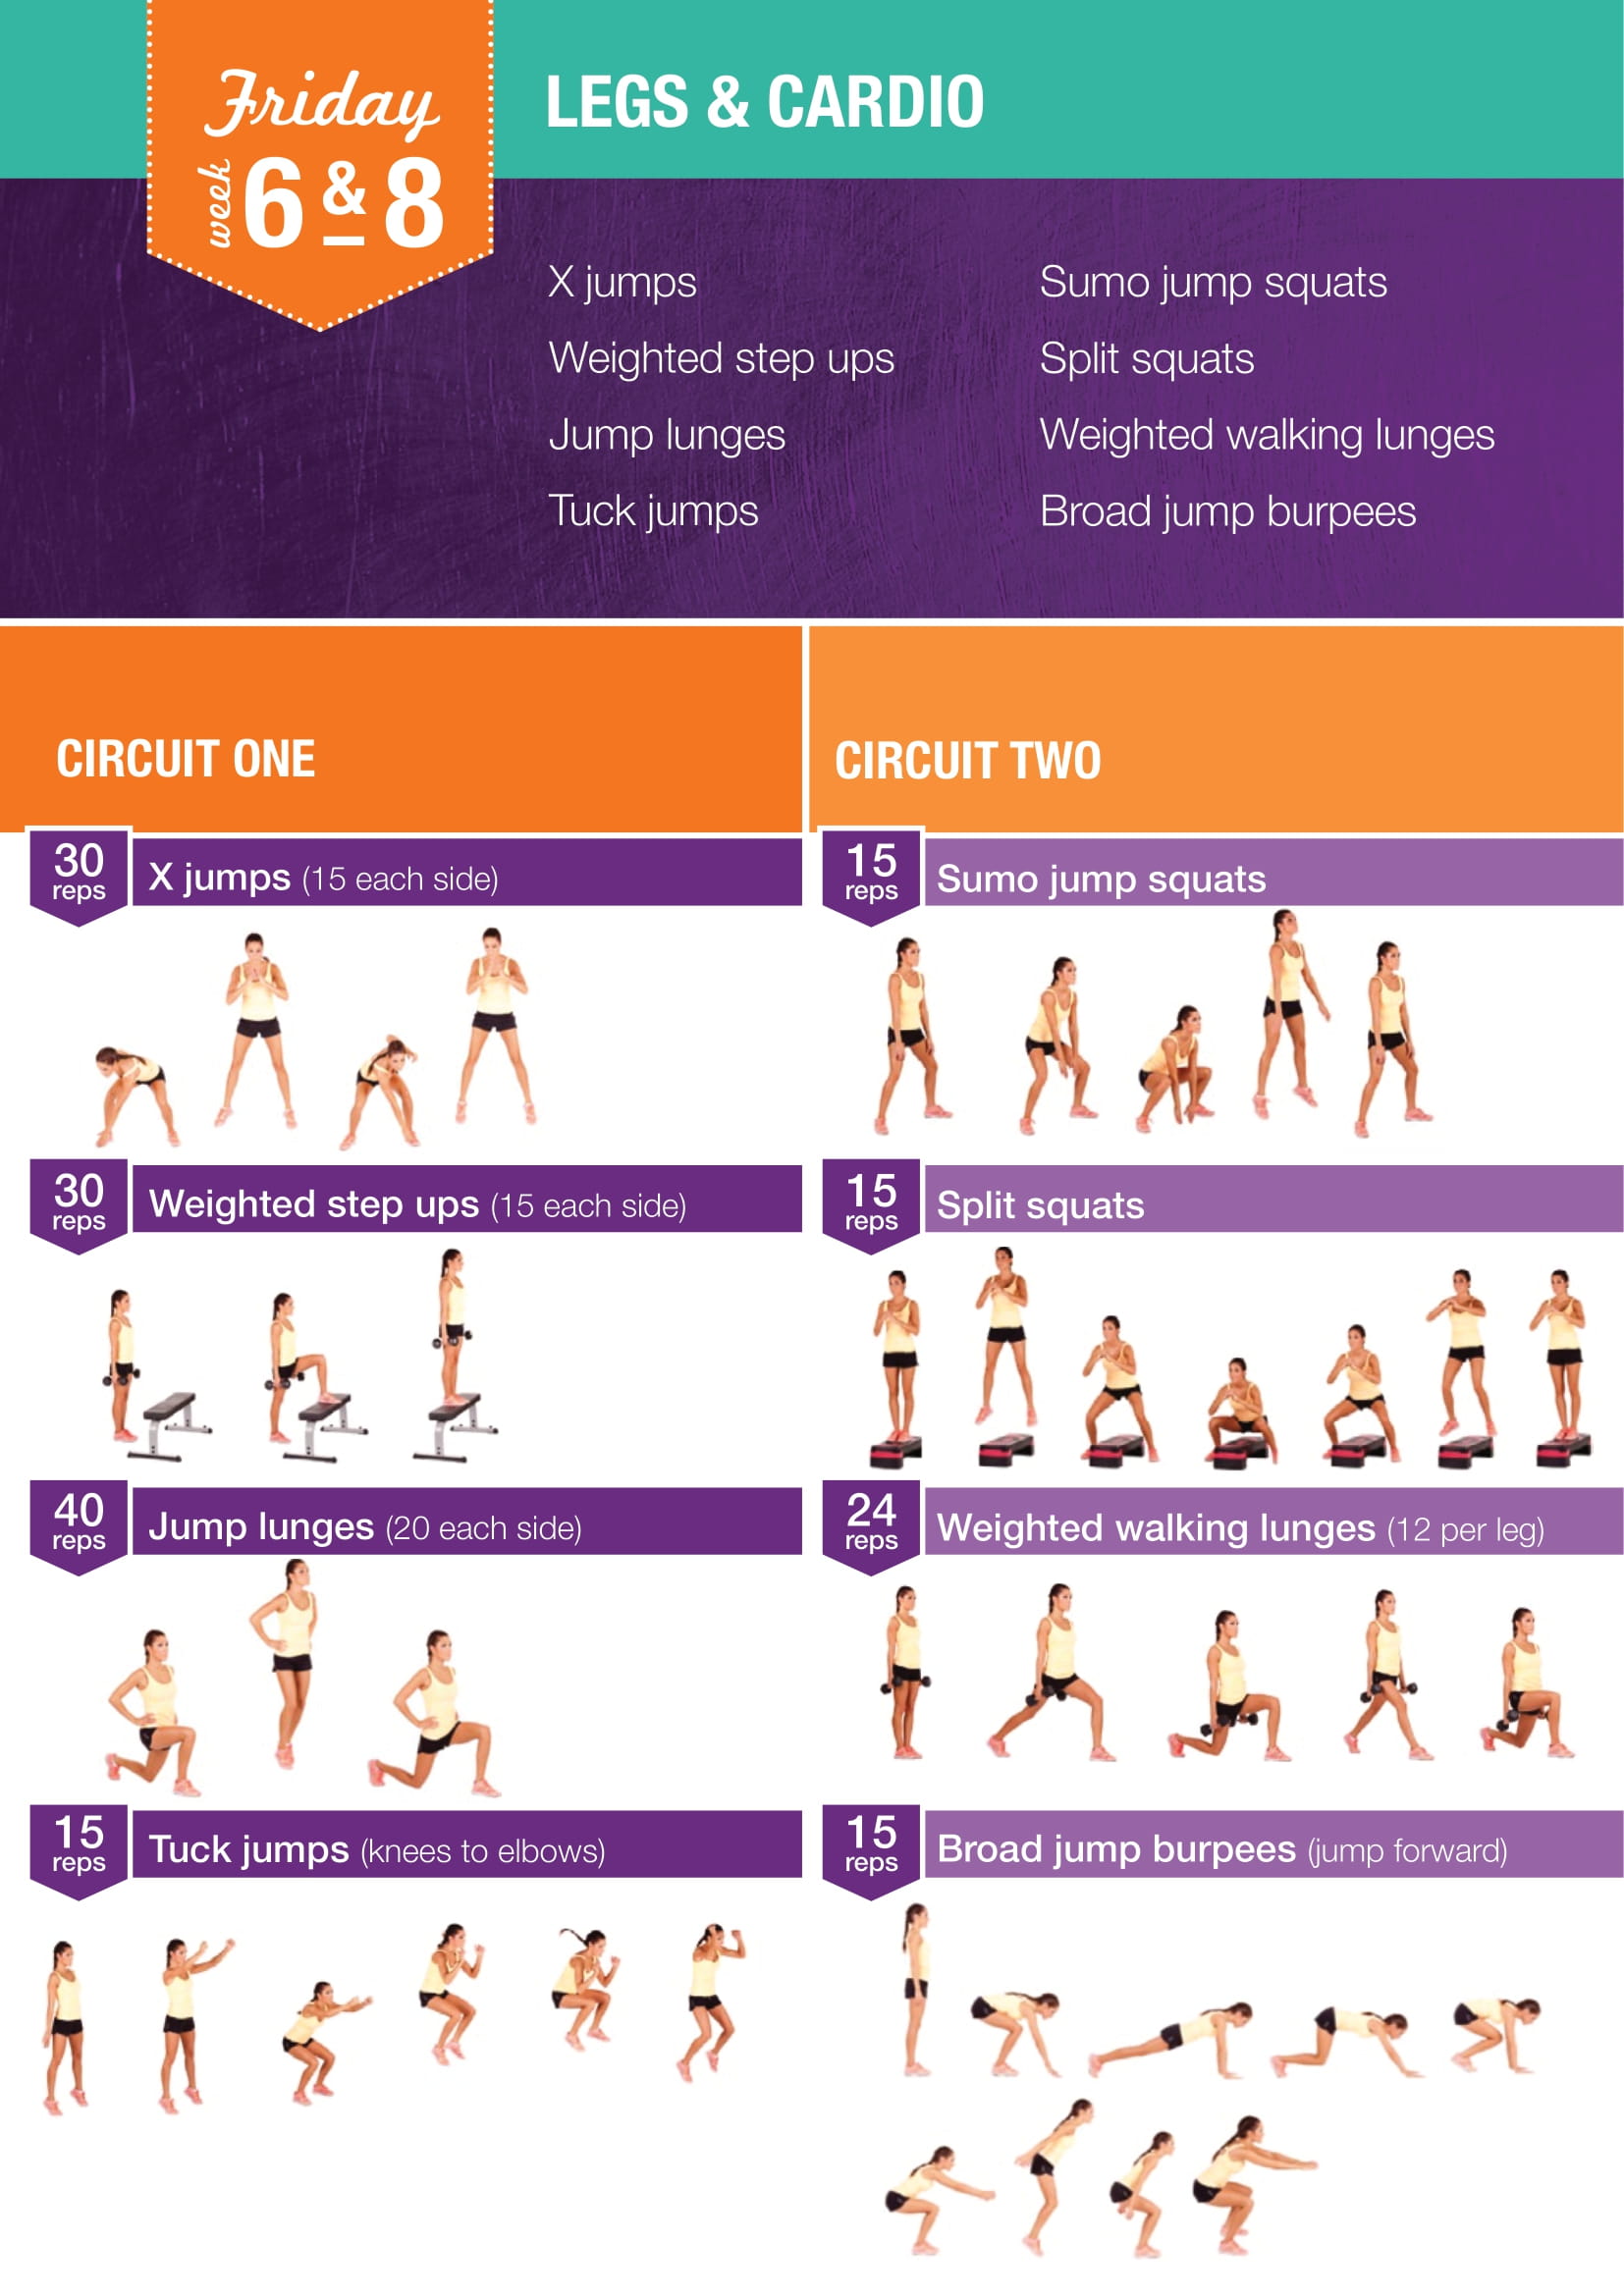 Friday
week 6 & 8
LEGS & CARDIO
X jumps
Weighted step ups
Jump lunges
Tuck jumps
Sumo jump squats
Split squats
Weighted walking lunges
Broad jump burpees
CIRCUIT ONE
30 reps
X jumps (15 each side)
30 reps
Weighted step ups (15 each side)
40 reps
Jump lunges (20 each side)
15 reps
Tuck jumps (knees to elbows)
CIRCUIT TWO
15 reps
Sumo jump squats
15 reps
Split squats
24 reps
Weighted walking lunges (12 per leg)
15 reps
Broad jump burpees (jump forward)